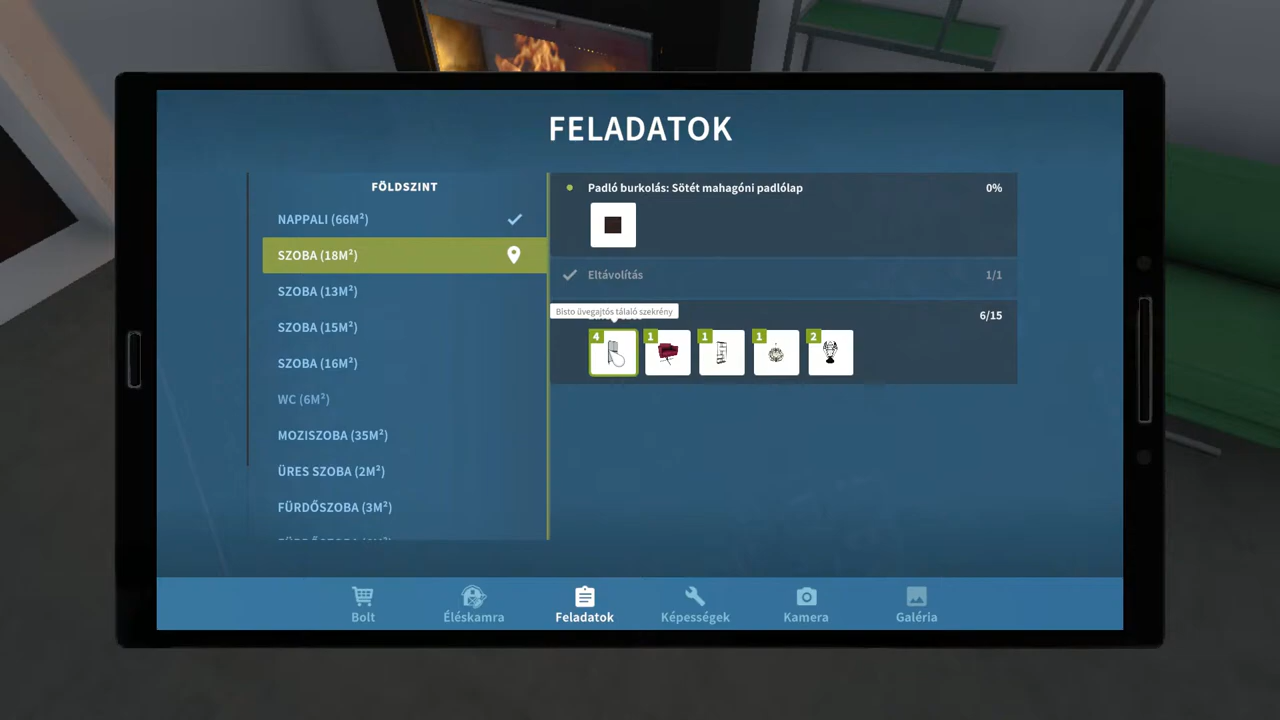 FELADATOK
FÖLDSZINT
NAPPALI (66M²)
SZOBA (18M²)
SZOBA (13M²)
SZOBA (15M²)
SZOBA (16M²)
WC (6M²)
MOZISZOBA (35M²)
ÜRES SZOBA (2M²)
FÜRDŐSZOBA (3M²)
Padló burkolás: Sötét mahagóni padlólap 0%
Eltávolítás 1/1
Bisto üvegajtós tálaló szekrény
6/15
4 1 1 1 2
Bolt Éléskamra Feladatok Képességek Kamera Galéria